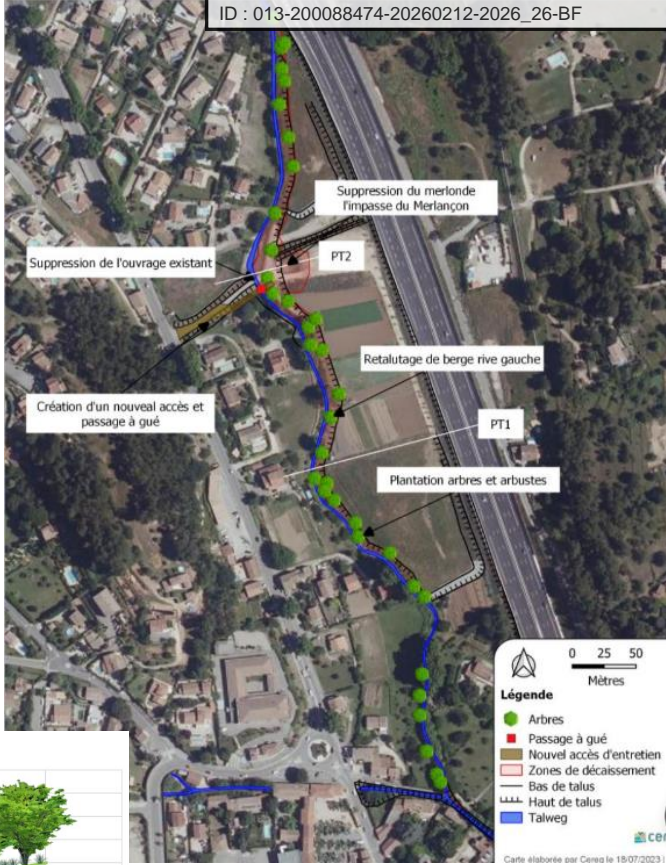 ID : 013-200088474-20260212-2026_26-BF
Suppression du merlonde
l'impasse du Merlançon
Suppression de l'ouvrage existant
PT2
Retalutage de berge rive gauche
Création d'un nouveal accès et
passage à gué
PT1
Plantation arbres et arbustes
0 25 50
Mètres
Légende
Arbres
Passage à gué
Nouvel accès d'entretien
Zones de décaissement
Bas de talus
Haut de talus
Talweg
Carte élaborée par Cereg le 18/07/2023